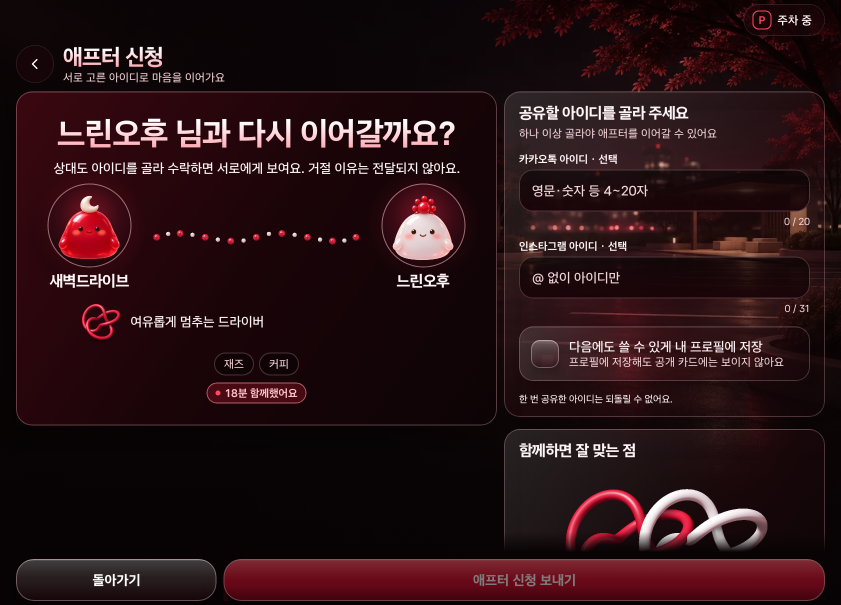 P 주차 중
애프터 신청
서로 고른 아이디로 마음을 이어가요
느린오후 님과 다시 이어갈까요?
상대도 아이디를 골라 수락하면 서로에게 보여요. 거절 이유는 전달되지 않아요.
새벽드라이브
느린오후
여유롭게 멈추는 드라이버
재즈
커피
18분 함께했어요
공유할 아이디를 골라 주세요
하나 이상 골라야 애프터를 이어갈 수 있어요
카카오톡 아이디 · 선택
영문·숫자 등 4~20자
0 / 20
인스타그램 아이디 · 선택
@ 없이 아이디만
0 / 31
다음에도 쓸 수 있게 내 프로필에 저장
프로필에 저장해도 공개 카드에는 보이지 않아요
한 번 공유한 아이디는 되돌릴 수 없어요.
함께하면 잘 맞는 점
돌아가기
애프터 신청 보내기